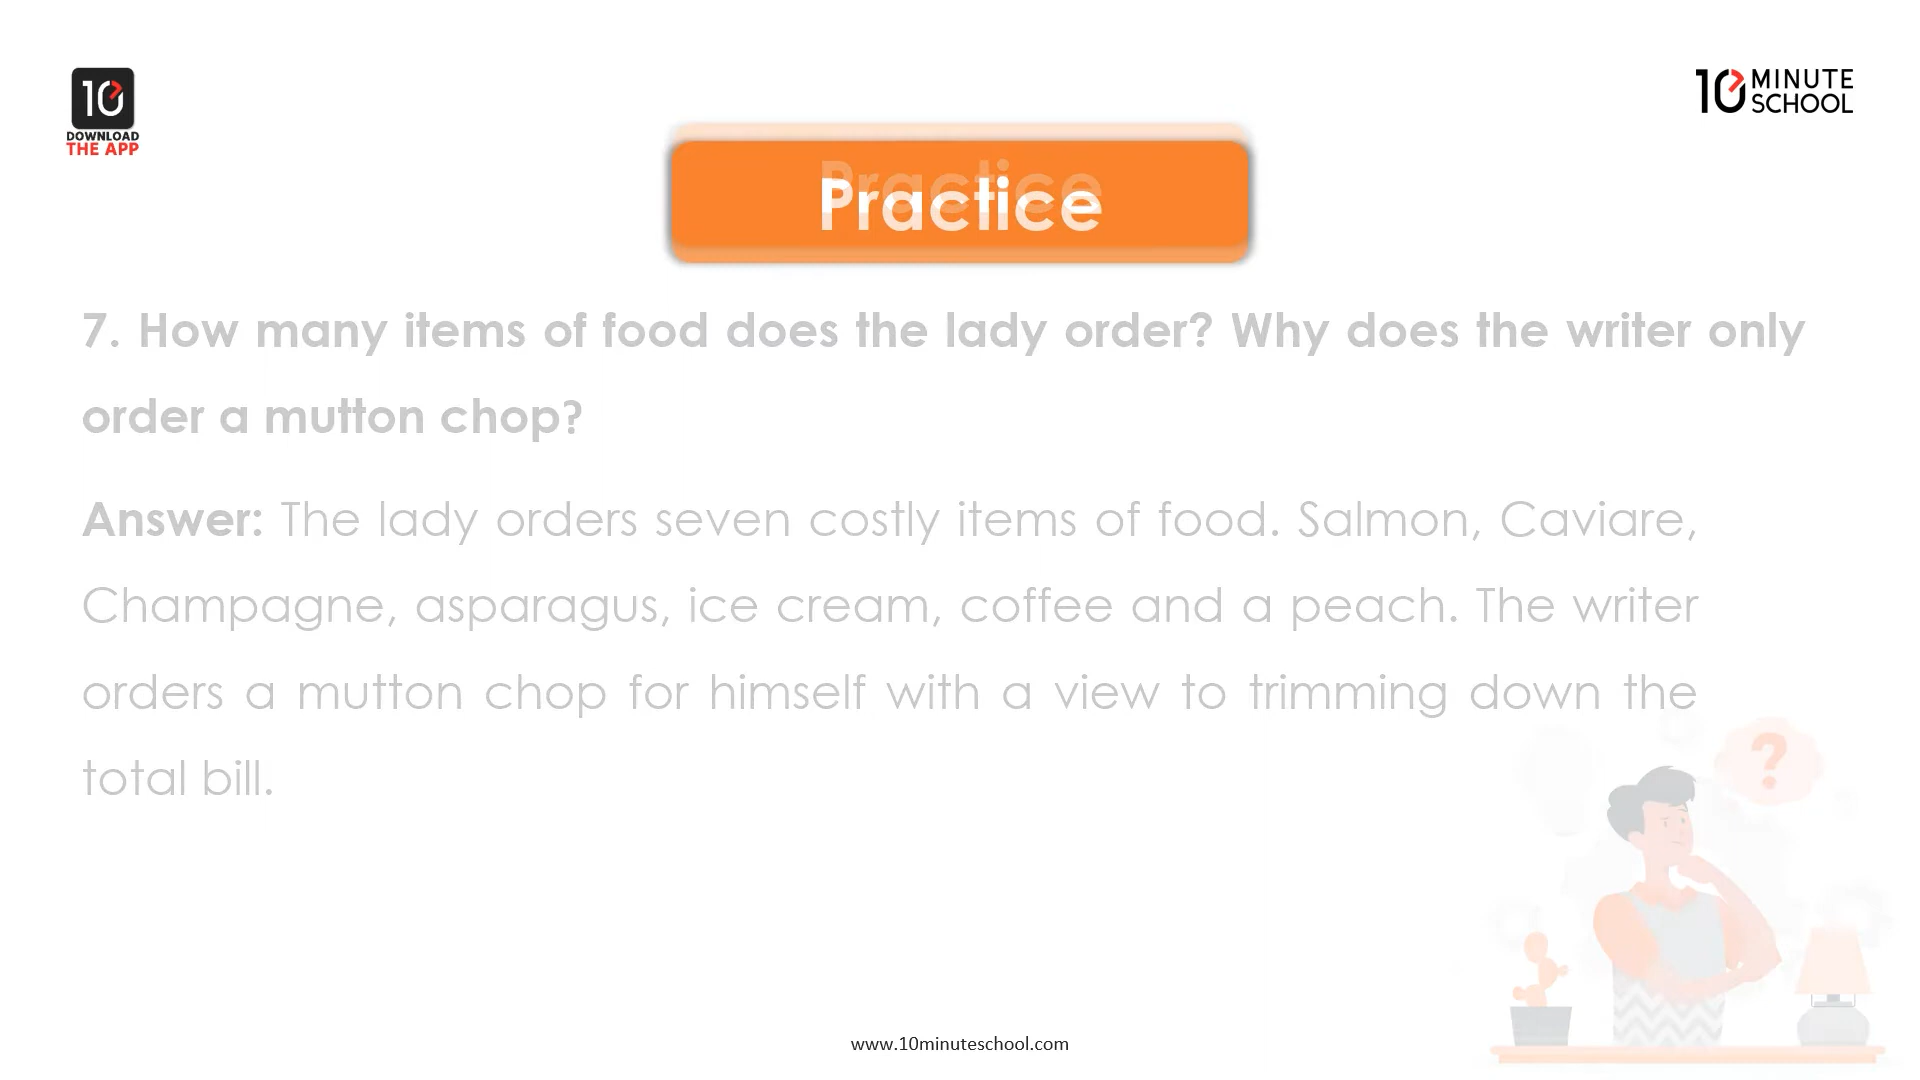 10
DOWNLOAD
THE APP
10 MINUTE
SCHOOL
Practice
7. How many items of food does the lady order? Why does the writer only
order a mutton chop?
Answer: The lady orders seven costly items of food. Salmon, Caviare,
Champagne, asparagus, ice cream, coffee and a peach. The writer
orders a mutton chop for himself with a view to trimming down the
total bill.
?
www.10minuteschool.com